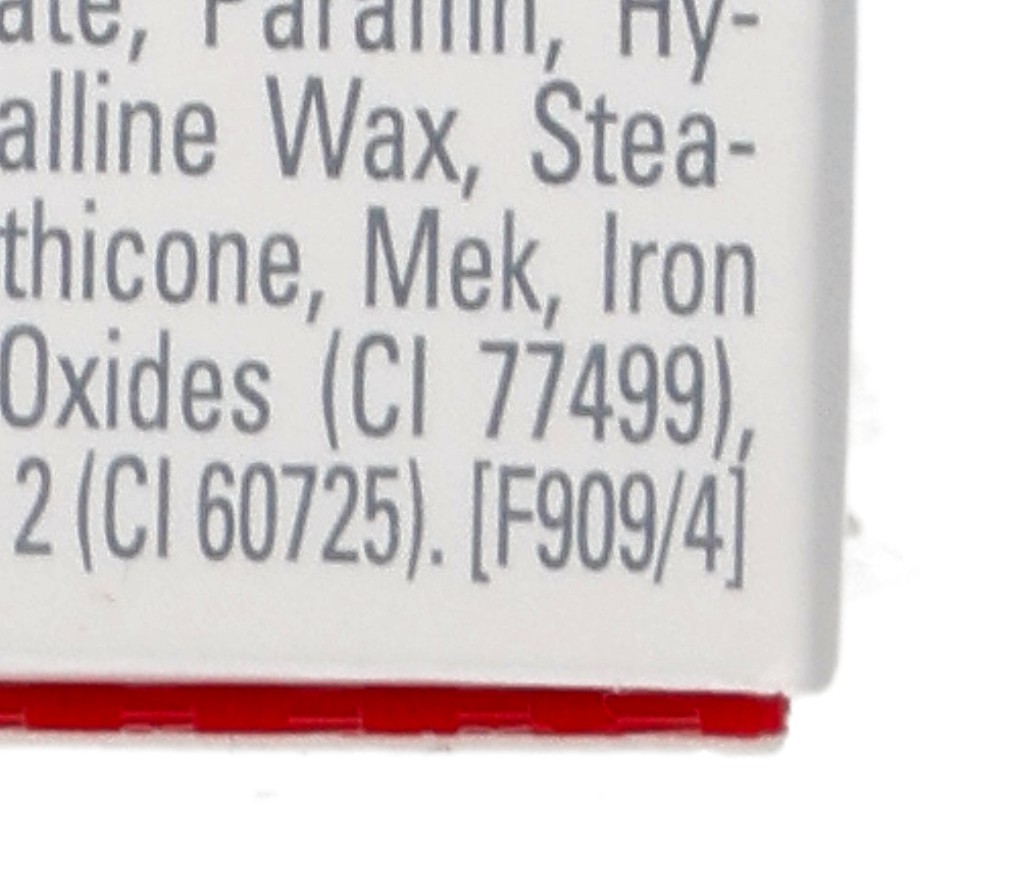 ate, Paraffin, Hy-
alline Wax, Stea-
thicone, Mek, Iron
Oxides (CI 77499),
2 (CI 60725). [F909/4]